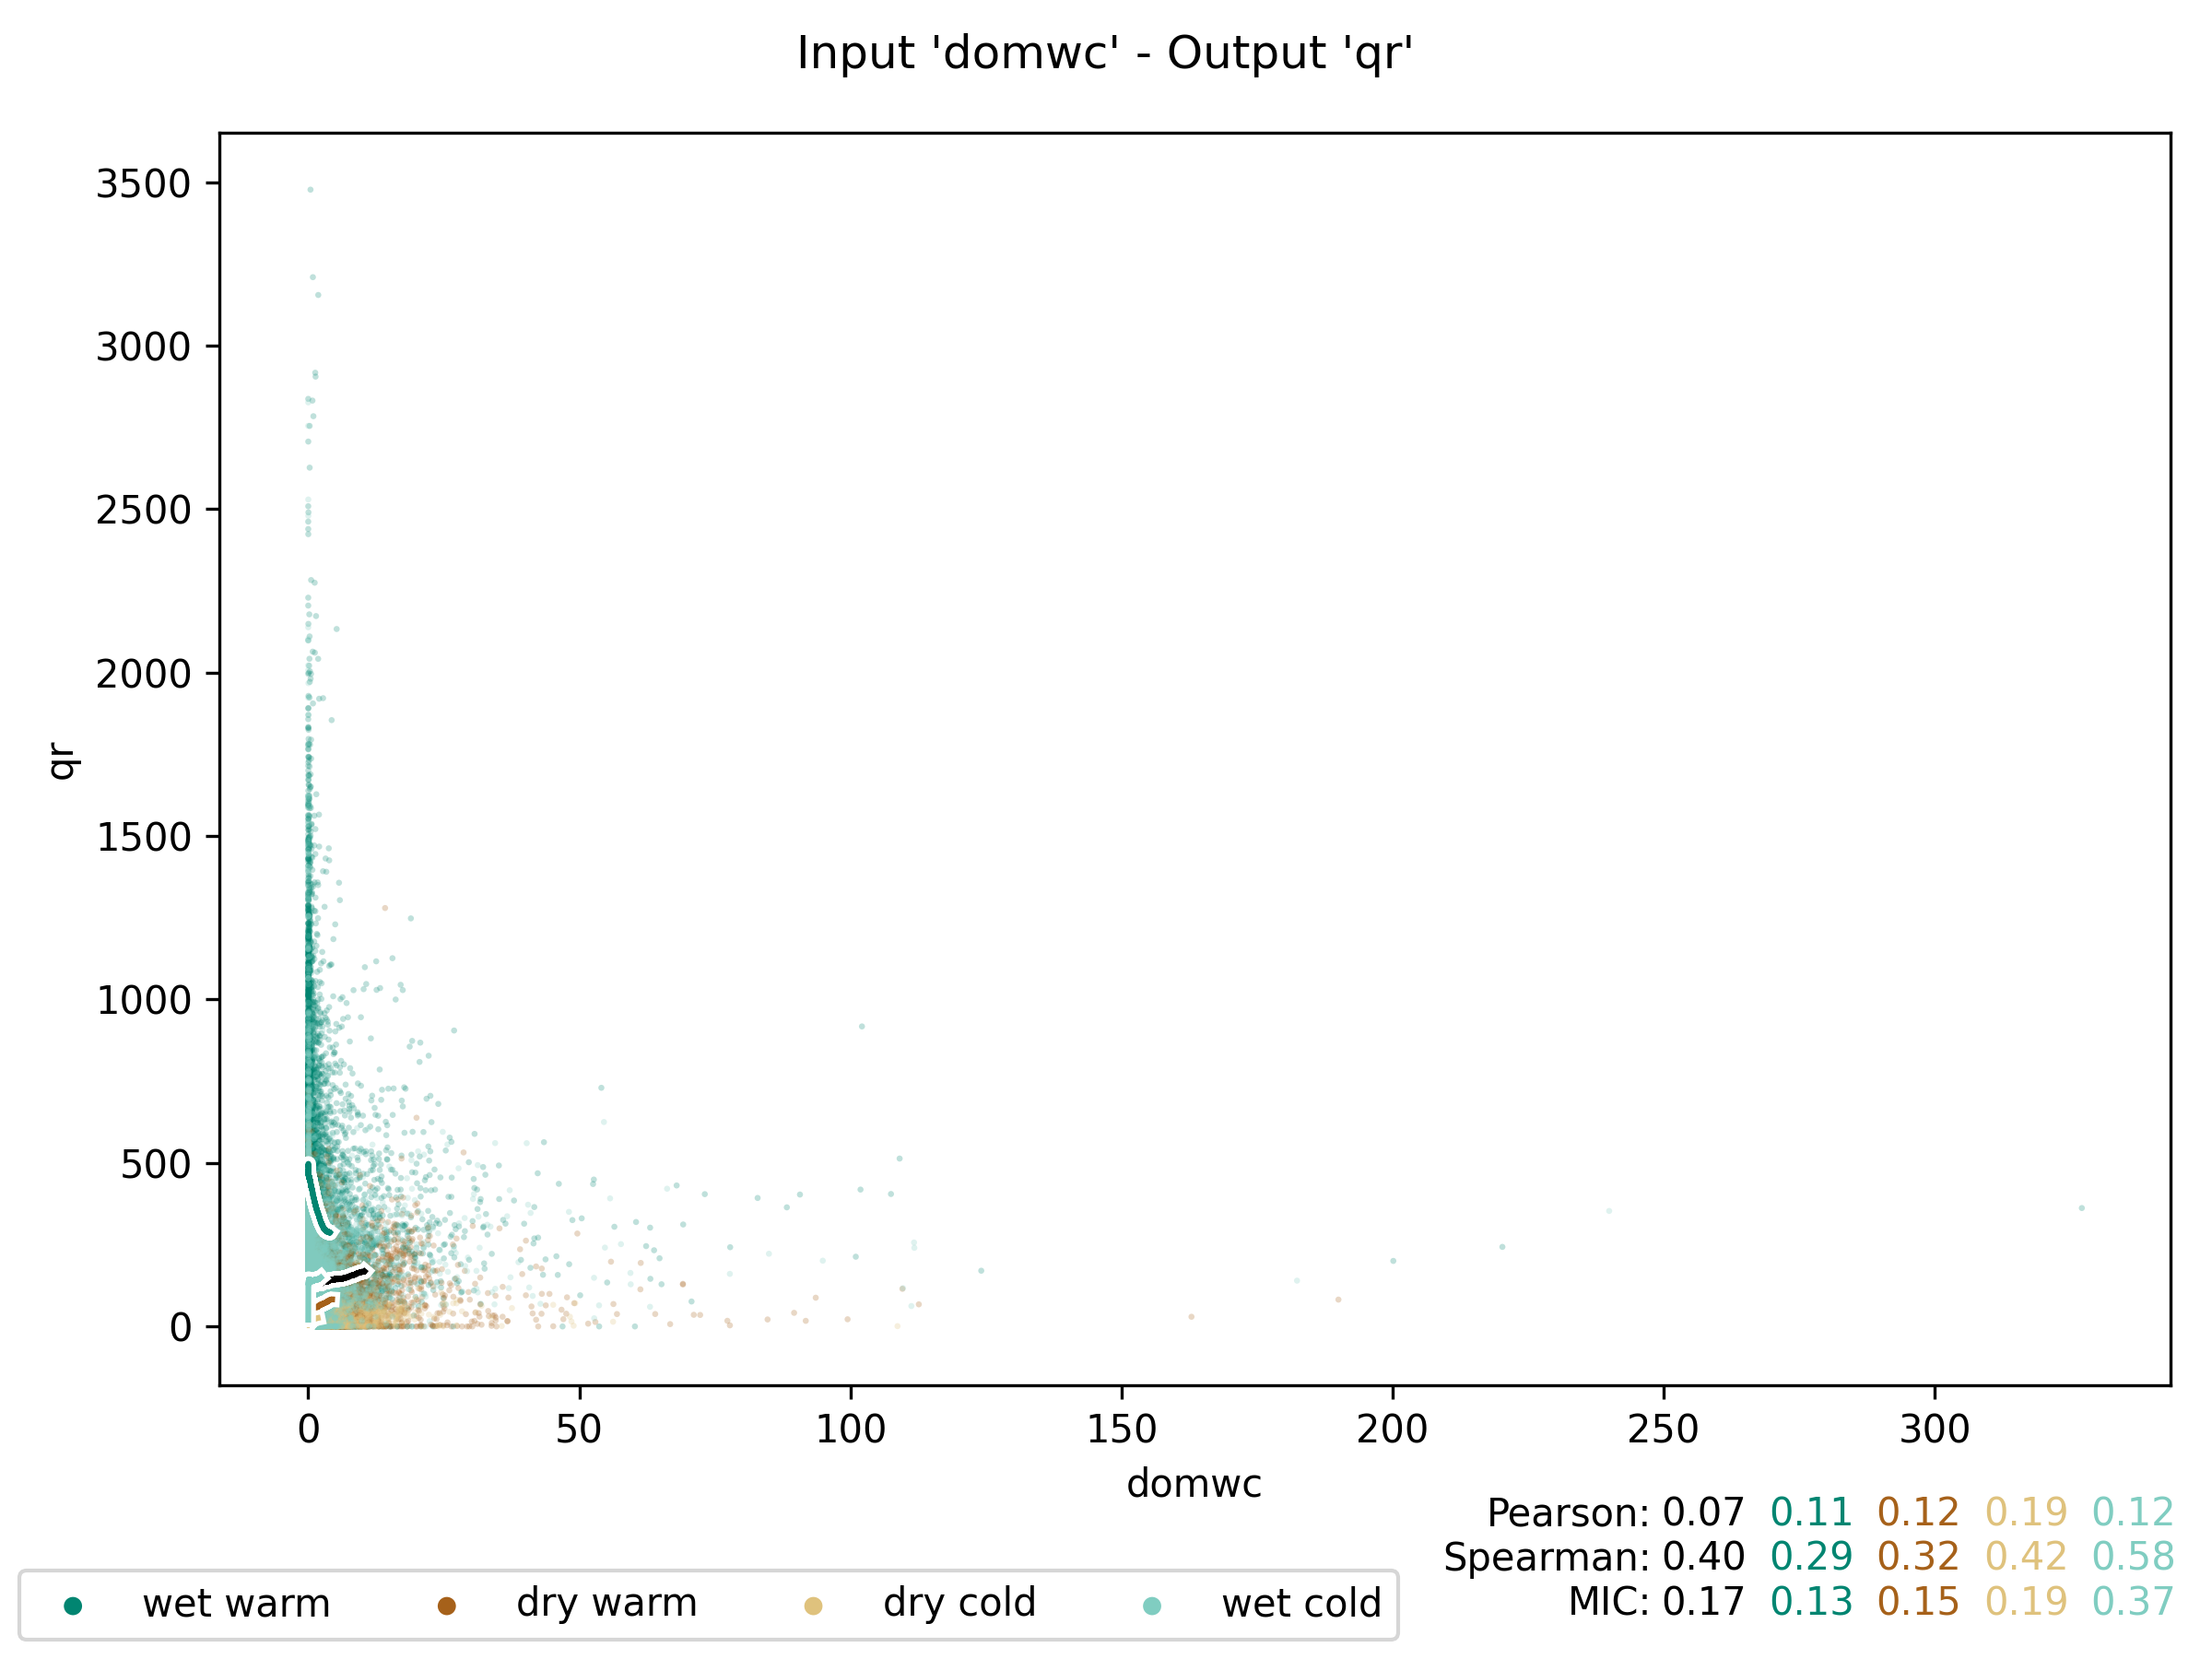 Input 'domwc' - Output 'qr'
3500
3000
2500
2000
1500
1000
500
0
qr
0 50 100 150 200 250 300
domwc
Pearson: 0.07 0.11 0.12 0.19 0.12
Spearman: 0.40 0.29 0.32 0.42 0.58
MIC: 0.17 0.13 0.15 0.19 0.37
wet warm dry warm dry cold wet cold